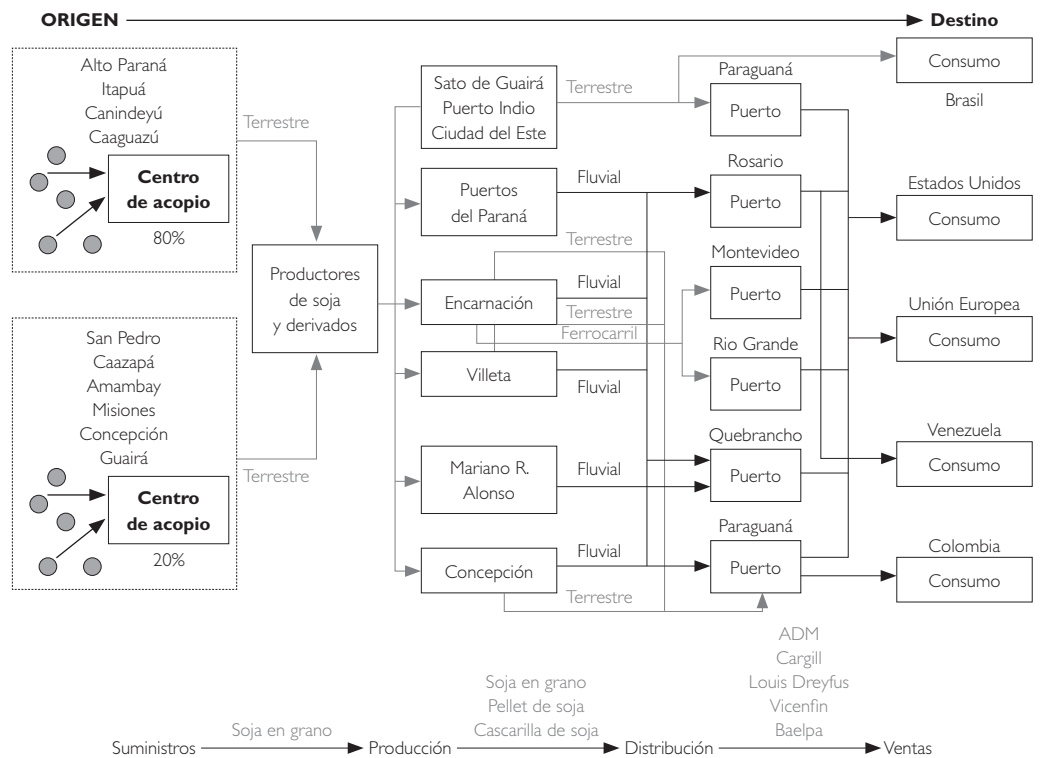 ORIGEN
Destino
Alto Paraná
Itapuá
Canindeyú
Caaguazú
Centro
de acopio
80%
Terrestre
San Pedro
Caazapá
Amambay
Misiones
Concepción
Guairá
Centro
de acopio
20%
Terrestre
Productores
de soja
y derivados
Sato de Guairá
Puerto Indio
Ciudad del Este
Terrestre
Puertos
del Paraná
Fluvial
Terrestre
Encarnación
Fluvial
Terrestre
Ferrocarril
Villeta
Fluvial
Mariano R.
Alonso
Fluvial
Concepción
Fluvial
Terrestre
Paraguaná
Puerto
Rosario
Puerto
Montevideo
Puerto
Rio Grande
Puerto
Quebrancho
Puerto
Paraguaná
Puerto
Consumo
Brasil
Estados Unidos
Consumo
Unión Europea
Consumo
Venezuela
Consumo
Colombia
Consumo
ADM
Cargill
Louis Dreyfus
Vicenfin
Baelpa
Soja en grano
Pellet de soja
Cascarilla de soja
Soja en grano
Suministros
Producción
Distribución
Ventas